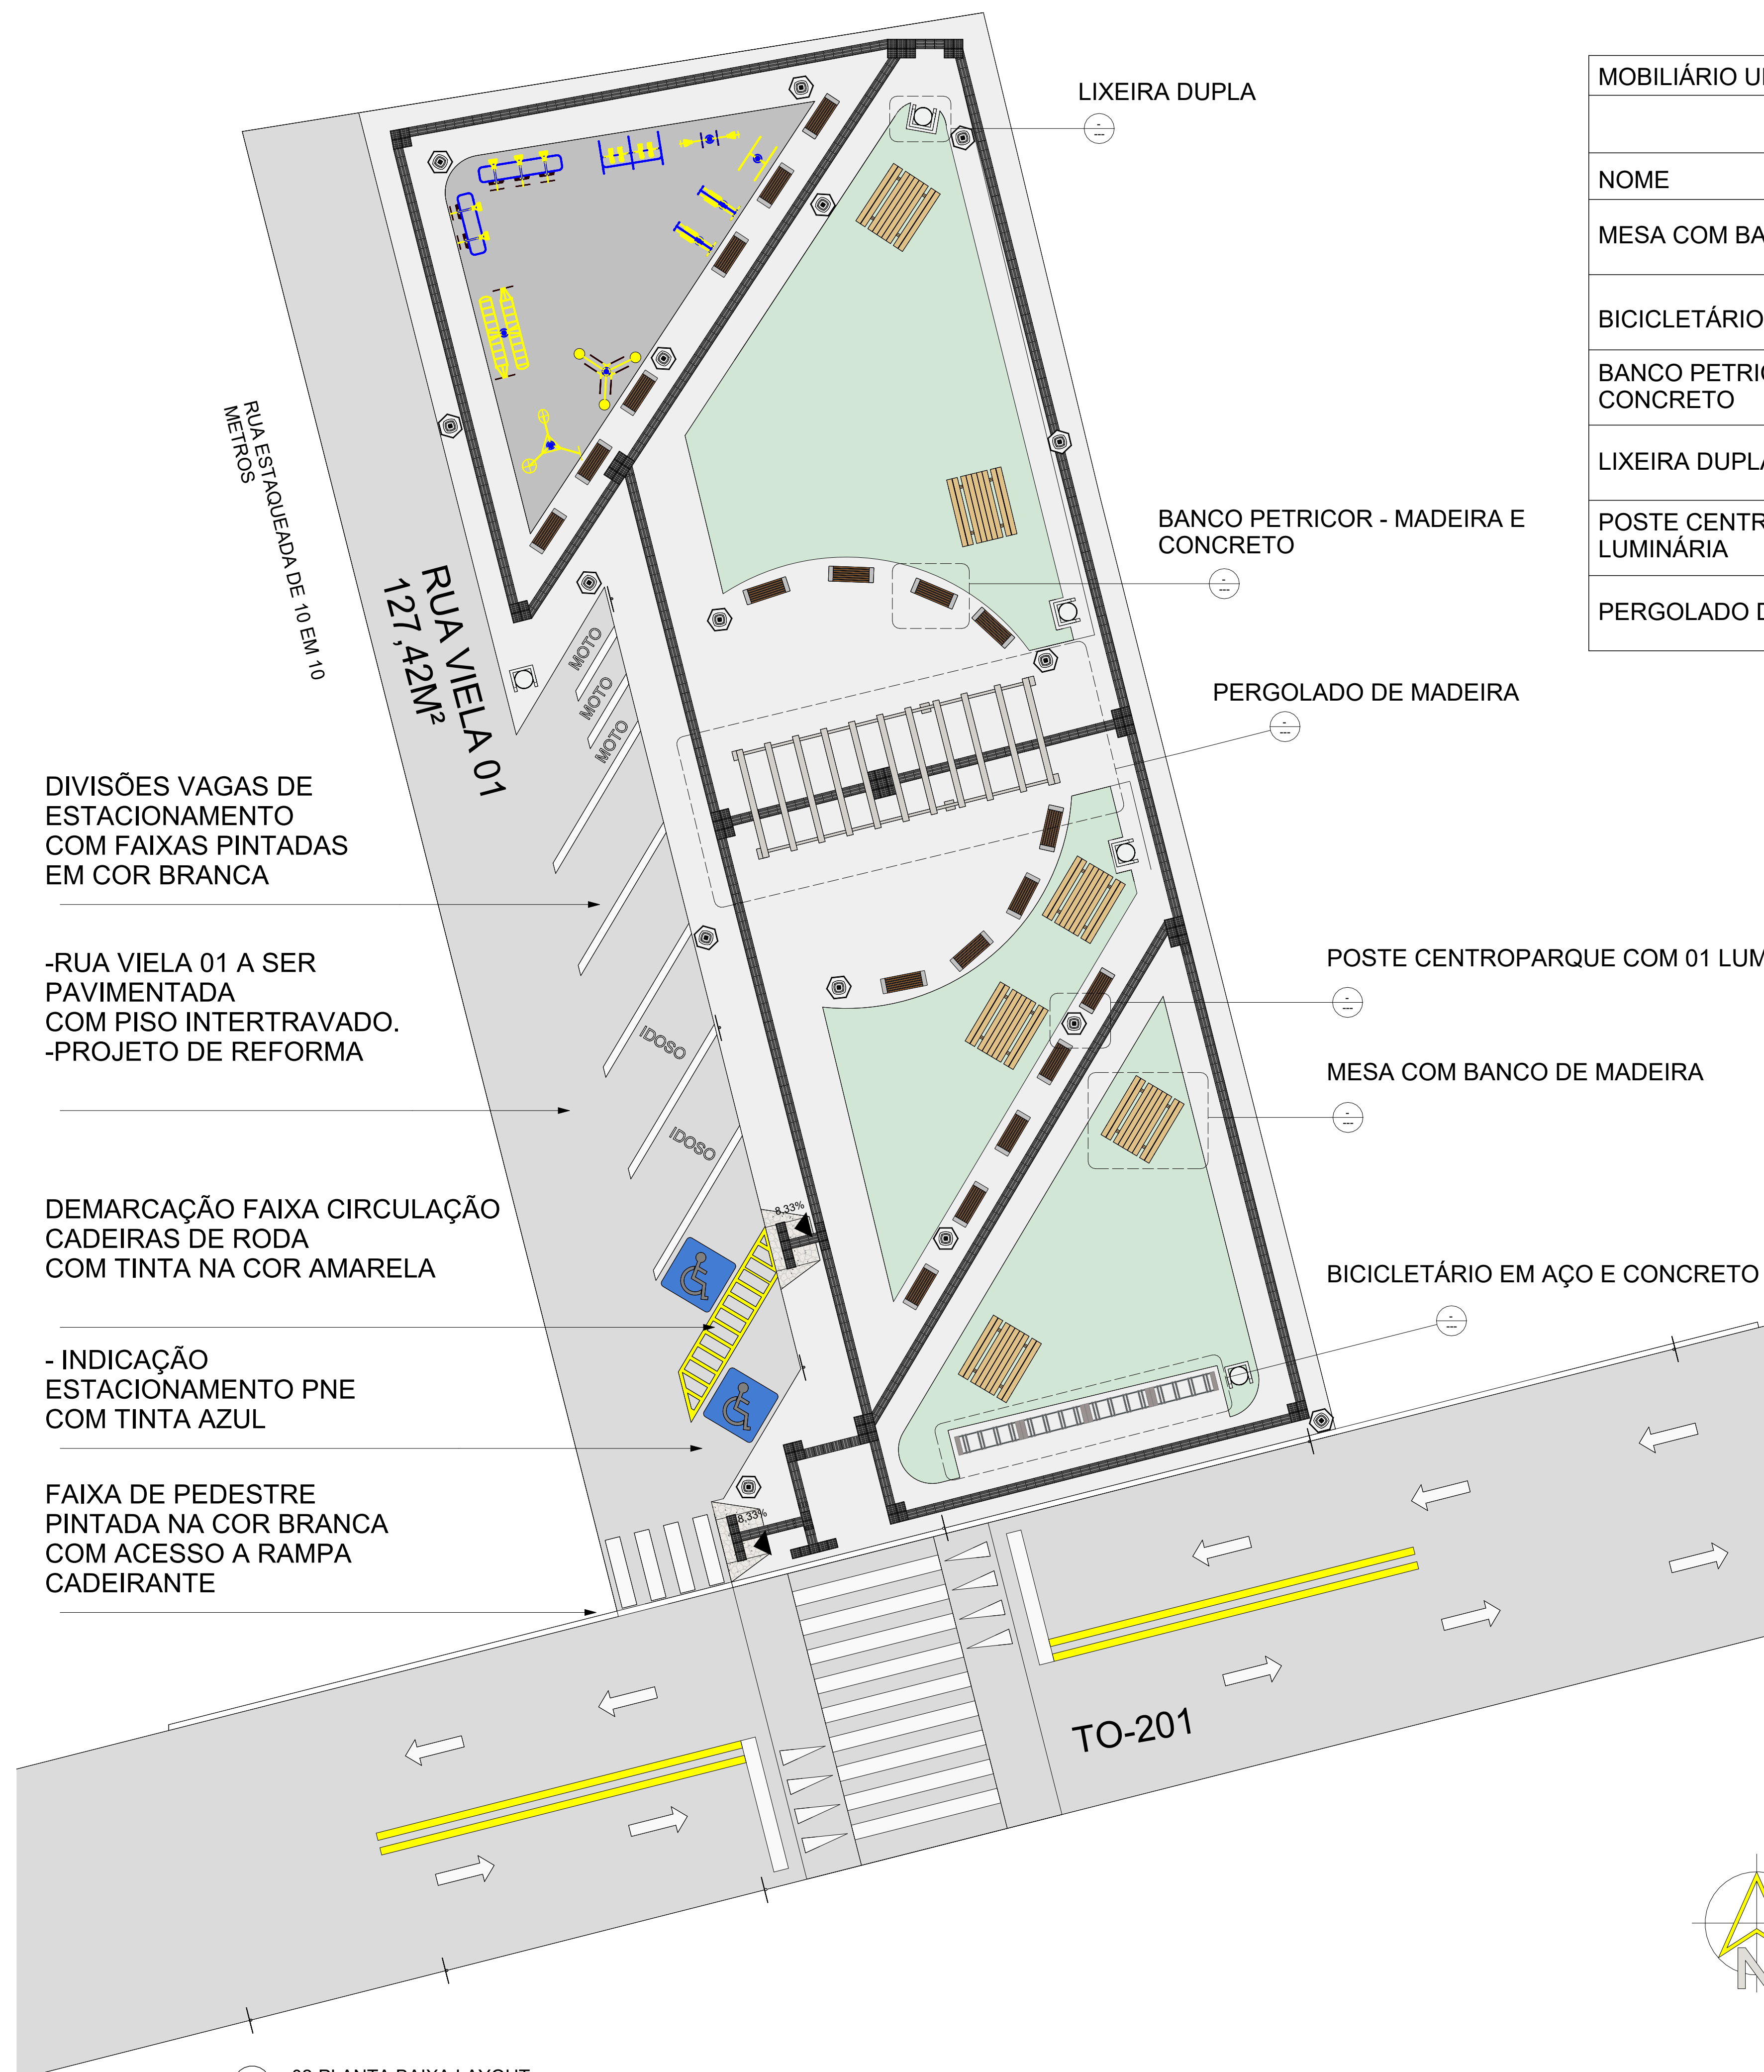 LIXEIRA DUPLA
MOBILIÁRIO
NOME
MESA COM
BICICLETÁRIO
BANCO
CONCRETO
LIXEIRA
POSTE
LUMINÁRIA
PERGOLADO
RUA ESTAQUEADA DE 10 EM 10
METROS
RUA VIELA 01
127,42M²
BANCO PETRICOR - MADEIRA E
CONCRETO
MOTO
MOTO
MOTO
PERGOLADO DE MADEIRA
DIVISÕES VAGAS DE
ESTACIONAMENTO
COM FAIXAS PINTADAS
EM COR BRANCA
-RUA VIELA 01 A SER
PAVIMENTADA
COM PISO INTERTRAVADO.
-PROJETO DE REFORMA
POSTE CENTROPARQUE COM 01
IDOSO
IDOSO
MESA COM BANCO DE MADEIRA
DEMARCAÇÃO FAIXA CIRCULAÇÃO
CADEIRAS DE RODA
COM TINTA NA COR AMARELA
8,33%
BICICLETÁRIO EM AÇO E CONCRETO
- INDICAÇÃO
ESTACIONAMENTO PNE
COM TINTA AZUL
FAIXA DE PEDESTRE
PINTADA NA COR BRANCA
COM ACESSO A RAMPA
CADEIRANTE
8,33%
TO-201
N
PLANTA BAIXA LAYOUT